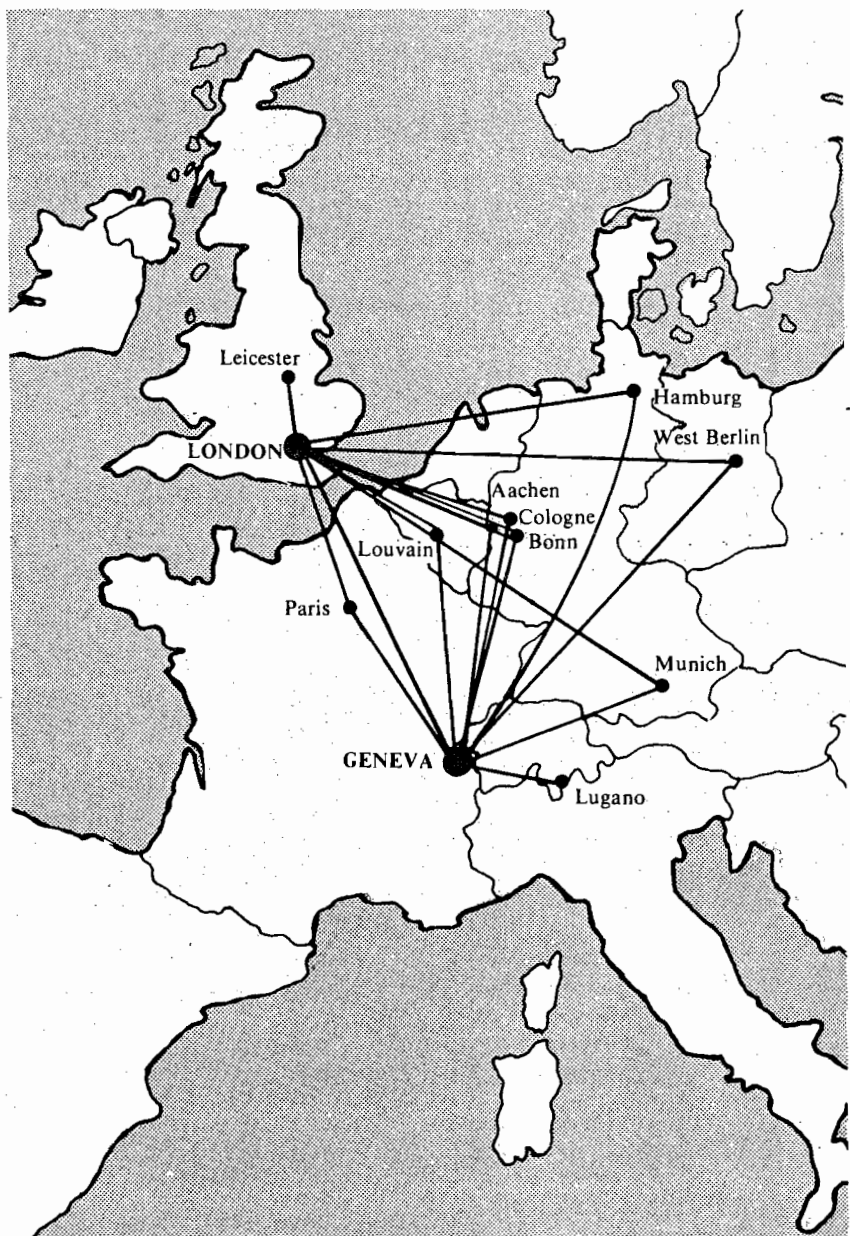 Leicester
Hamburg
LONDON
West Berlin
Aachen
Cologne
Louvain
Bonn
Paris
Munich
GENEVA
Lugano